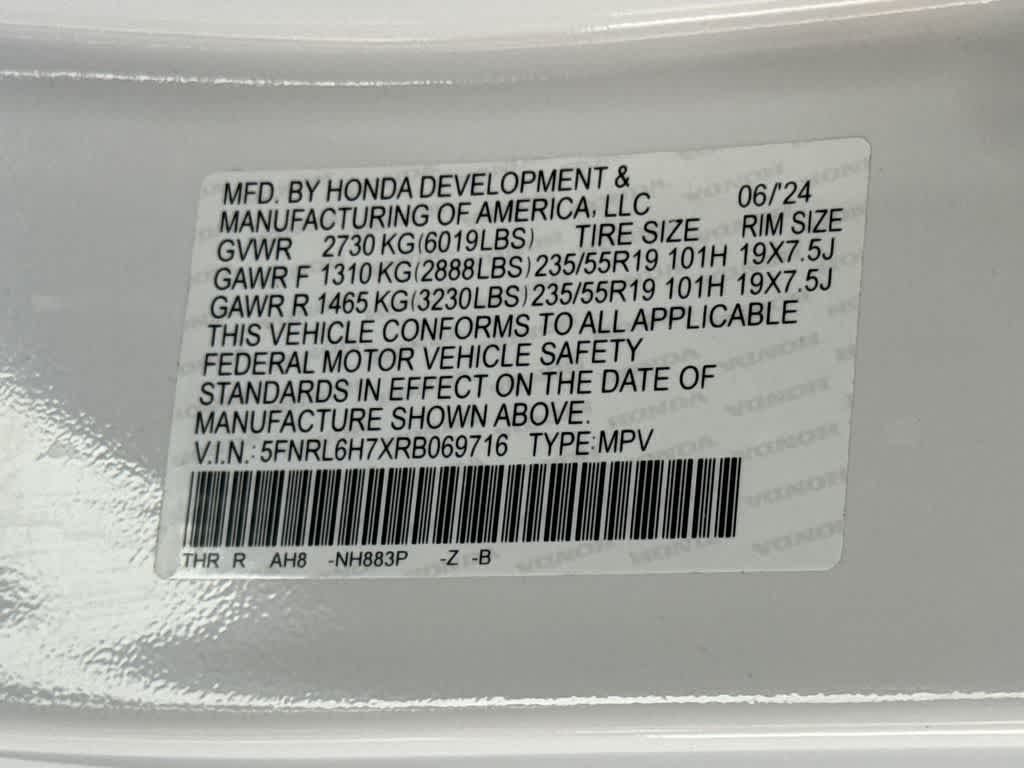 MFD. BY HONDA DEVELOPMENT &
MANUFACTURING OF AMERICA, LLC 06/'24
GVWR 2730 KG(6019LBS) TIRE SIZE RIM SIZE
GAWR F 1310 KG(2888LBS) 235/55R19 101H 19X7.5J
GAWR R 1465 KG(3230LBS) 235/55R19 101H 19X7.5J
THIS VEHICLE CONFORMS TO ALL APPLICABLE
FEDERAL MOTOR VEHICLE SAFETY
STANDARDS IN EFFECT ON THE DATE OF
MANUFACTURE SHOWN ABOVE.
V.I.N.: 5FNRL6H7XRB069716 TYPE:MPV
THR R AH8 -NH883P -Z -B